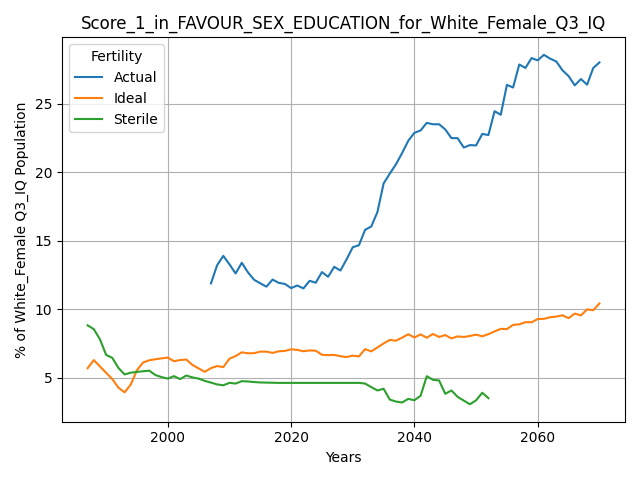 Score_1_in_FAVOUR_SEX_EDUCATION_for_White_Female_Q3_IQ
Fertility
Actual
Ideal
Sterile
% of White_Female Q3_IQ Population
25
20
15
10
5
2000
2020
2040
2060
Years